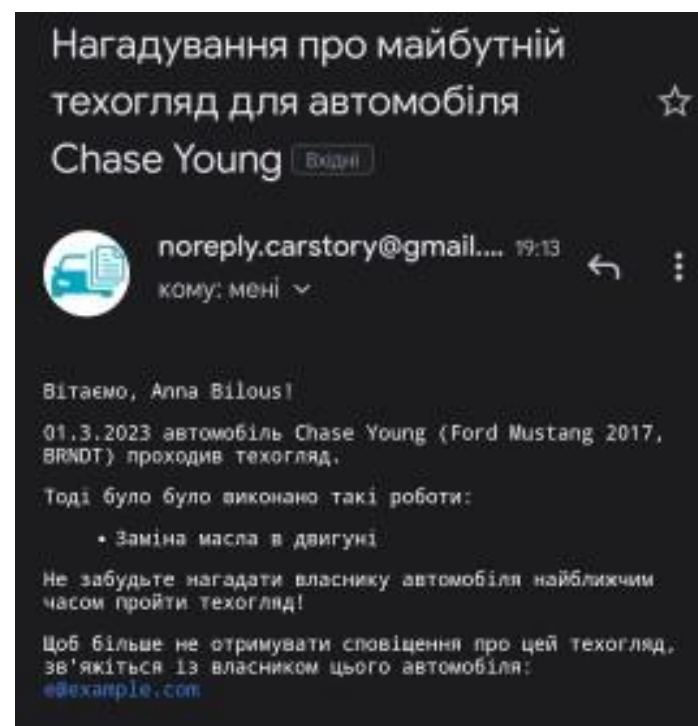 Нагадування про майбутній
техогляд для автомобіля
Chase Young Вхідні
noreply.carstory@gmail.... 19:13
кому: мені
Вітаємо, Anna Bilous!
01.3.2023 автомобіль Chase Young (Ford Mustang 2017,
BRNDT) проходив техогляд.
Тоді було було виконано такі роботи:
• Заміна масла в двигуні
Не забудьте нагадати власнику автомобіля найближчим
часом пройти техогляд!
Щоб більше не отримувати сповіщення про цей техогляд,
зв'яжіться із власником цього автомобіля:
e@example.com